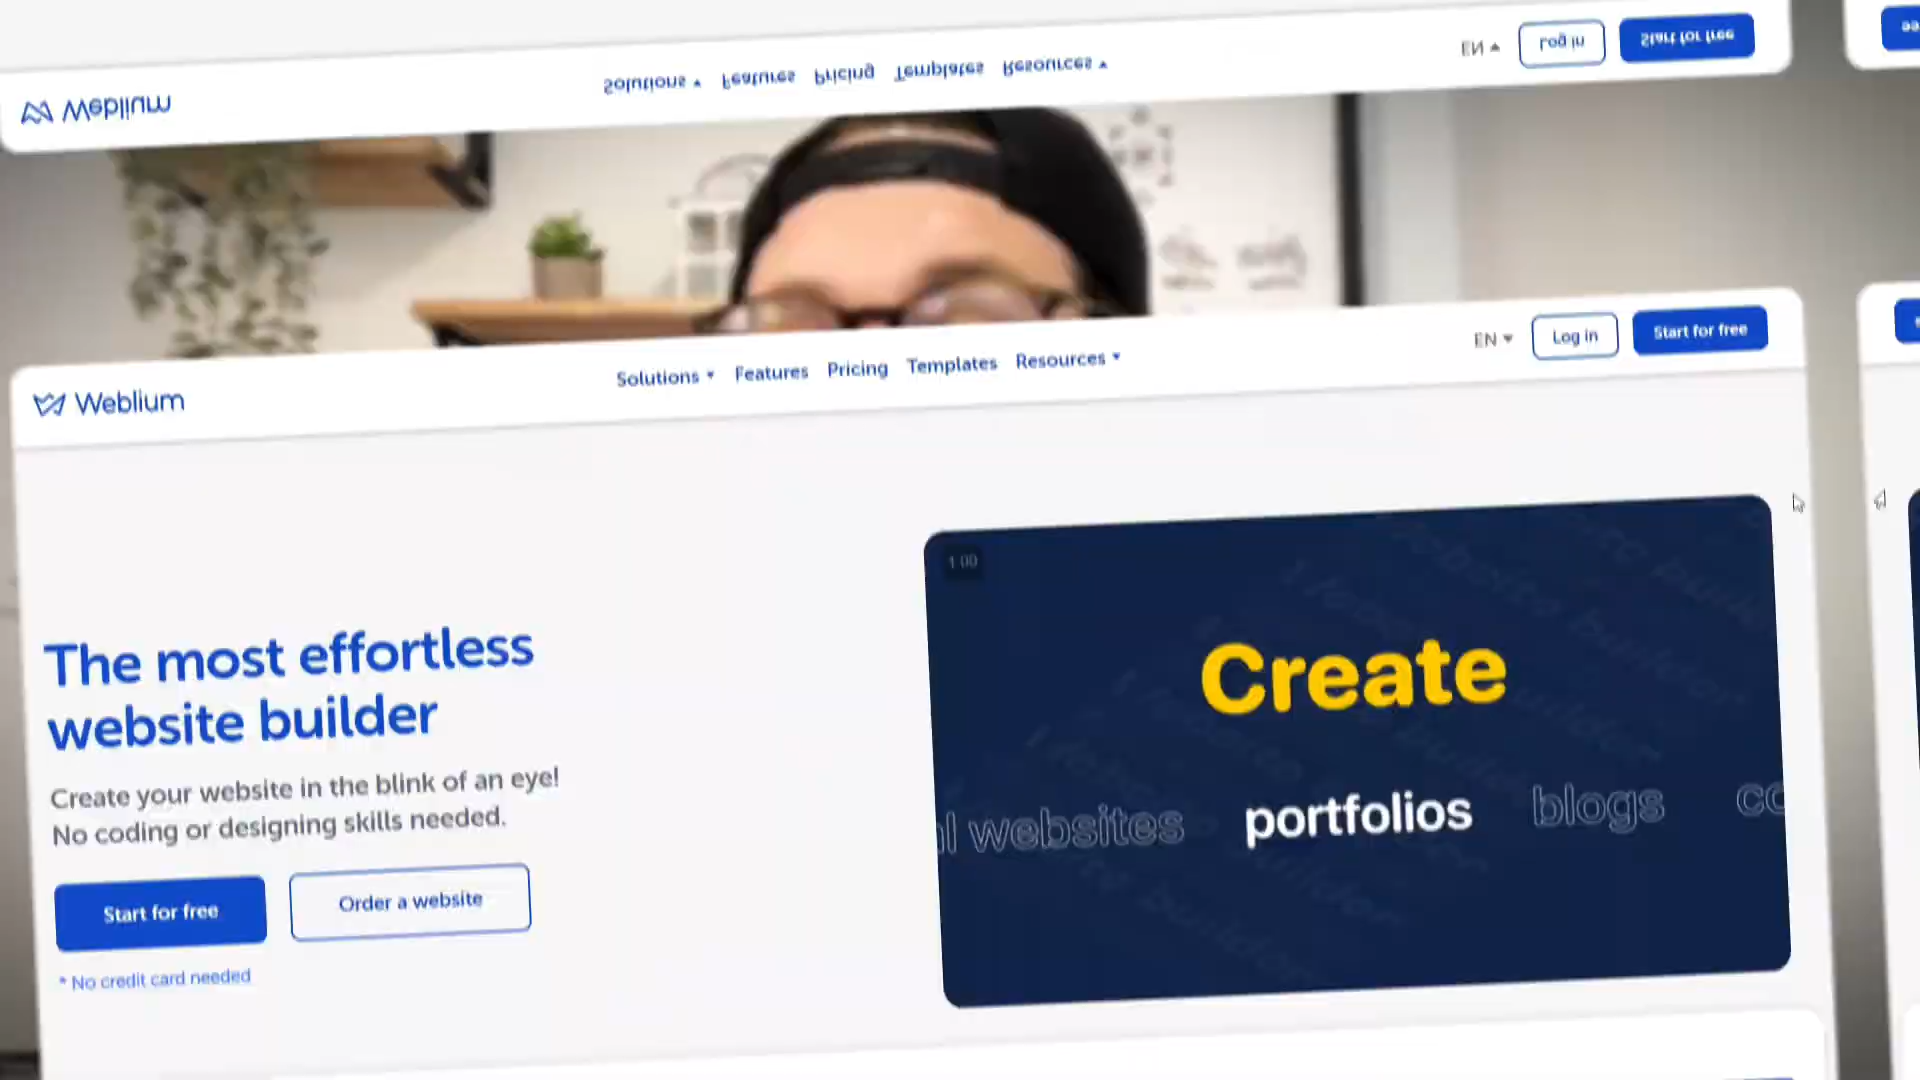 Weblium
Solutions Features Pricing Templates Resources
EN Log in Start for free
Weblium
Solutions Features Pricing Templates Resources
EN Log in Start for free
The most effortless
website builder
Create your website in the blink of an eye!
No coding or designing skills needed.
Start for free
Order a website
* No credit card needed
1.00
Create
l websites portfolios blogs co